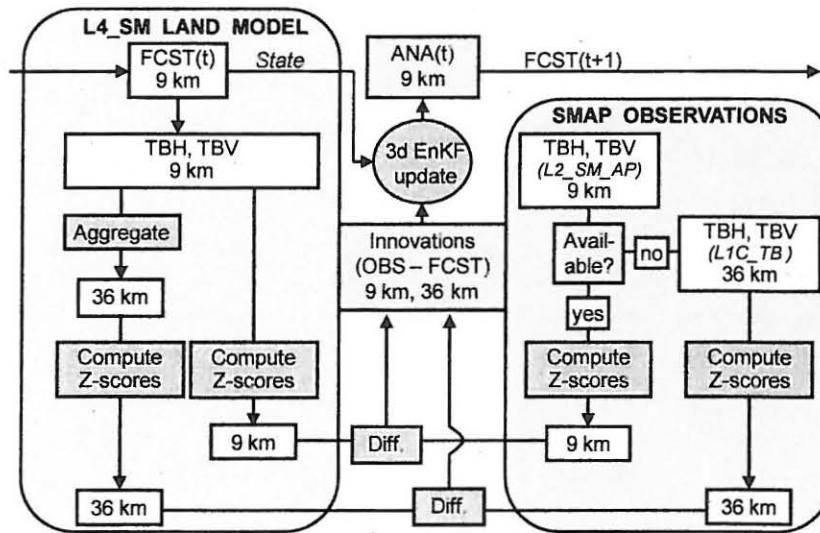 L4_SM LAND MODEL
FCST(t)
9 km
State
ANA(t)
9 km
FCST(t+1)
TBH, TBV
9 km
Aggregate
36 km
Compute
Z-scores
Compute
Z-scores
9 km
36 km
3d EnKF
update
Innovations
(OBS – FCST)
9 km, 36 km
Diff.
Diff.
SMAP OBSERVATIONS
TBH, TBV
(L2_SM_AP)
9 km
Avail-
able?
no
yes
TBH, TBV
(L1C_TB)
36 km
Compute
Z-scores
Compute
Z-scores
9 km
36 km